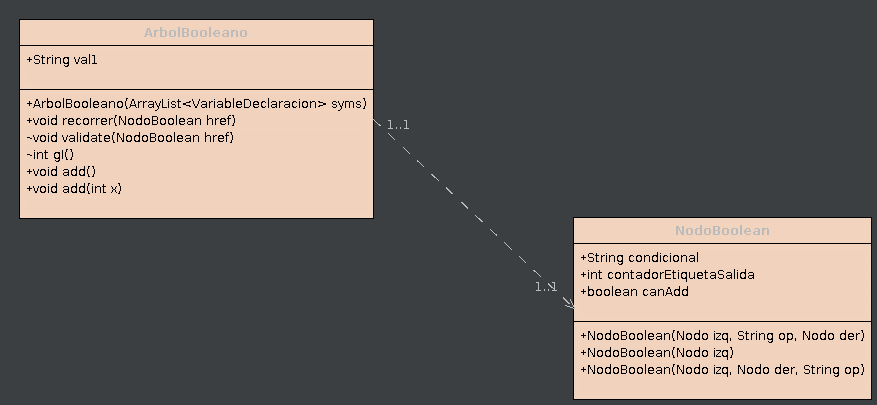 ArbolBooleano
+String val1
+ArbolBooleano(ArrayList<VariableDeclaracion> syms)
+void recorrer(NodoBoolean href)
~void validate(NodoBoolean href)
~int gl()
+void add()
+void add(int x)
1..1
1..1
NodoBoolean
+String condicional
+int contadorEtiquetaSalida
+boolean canAdd
+NodoBoolean(Nodo izq, String op, Nodo der)
+NodoBoolean(Nodo izq)
+NodoBoolean(Nodo izq, Nodo der, String op)